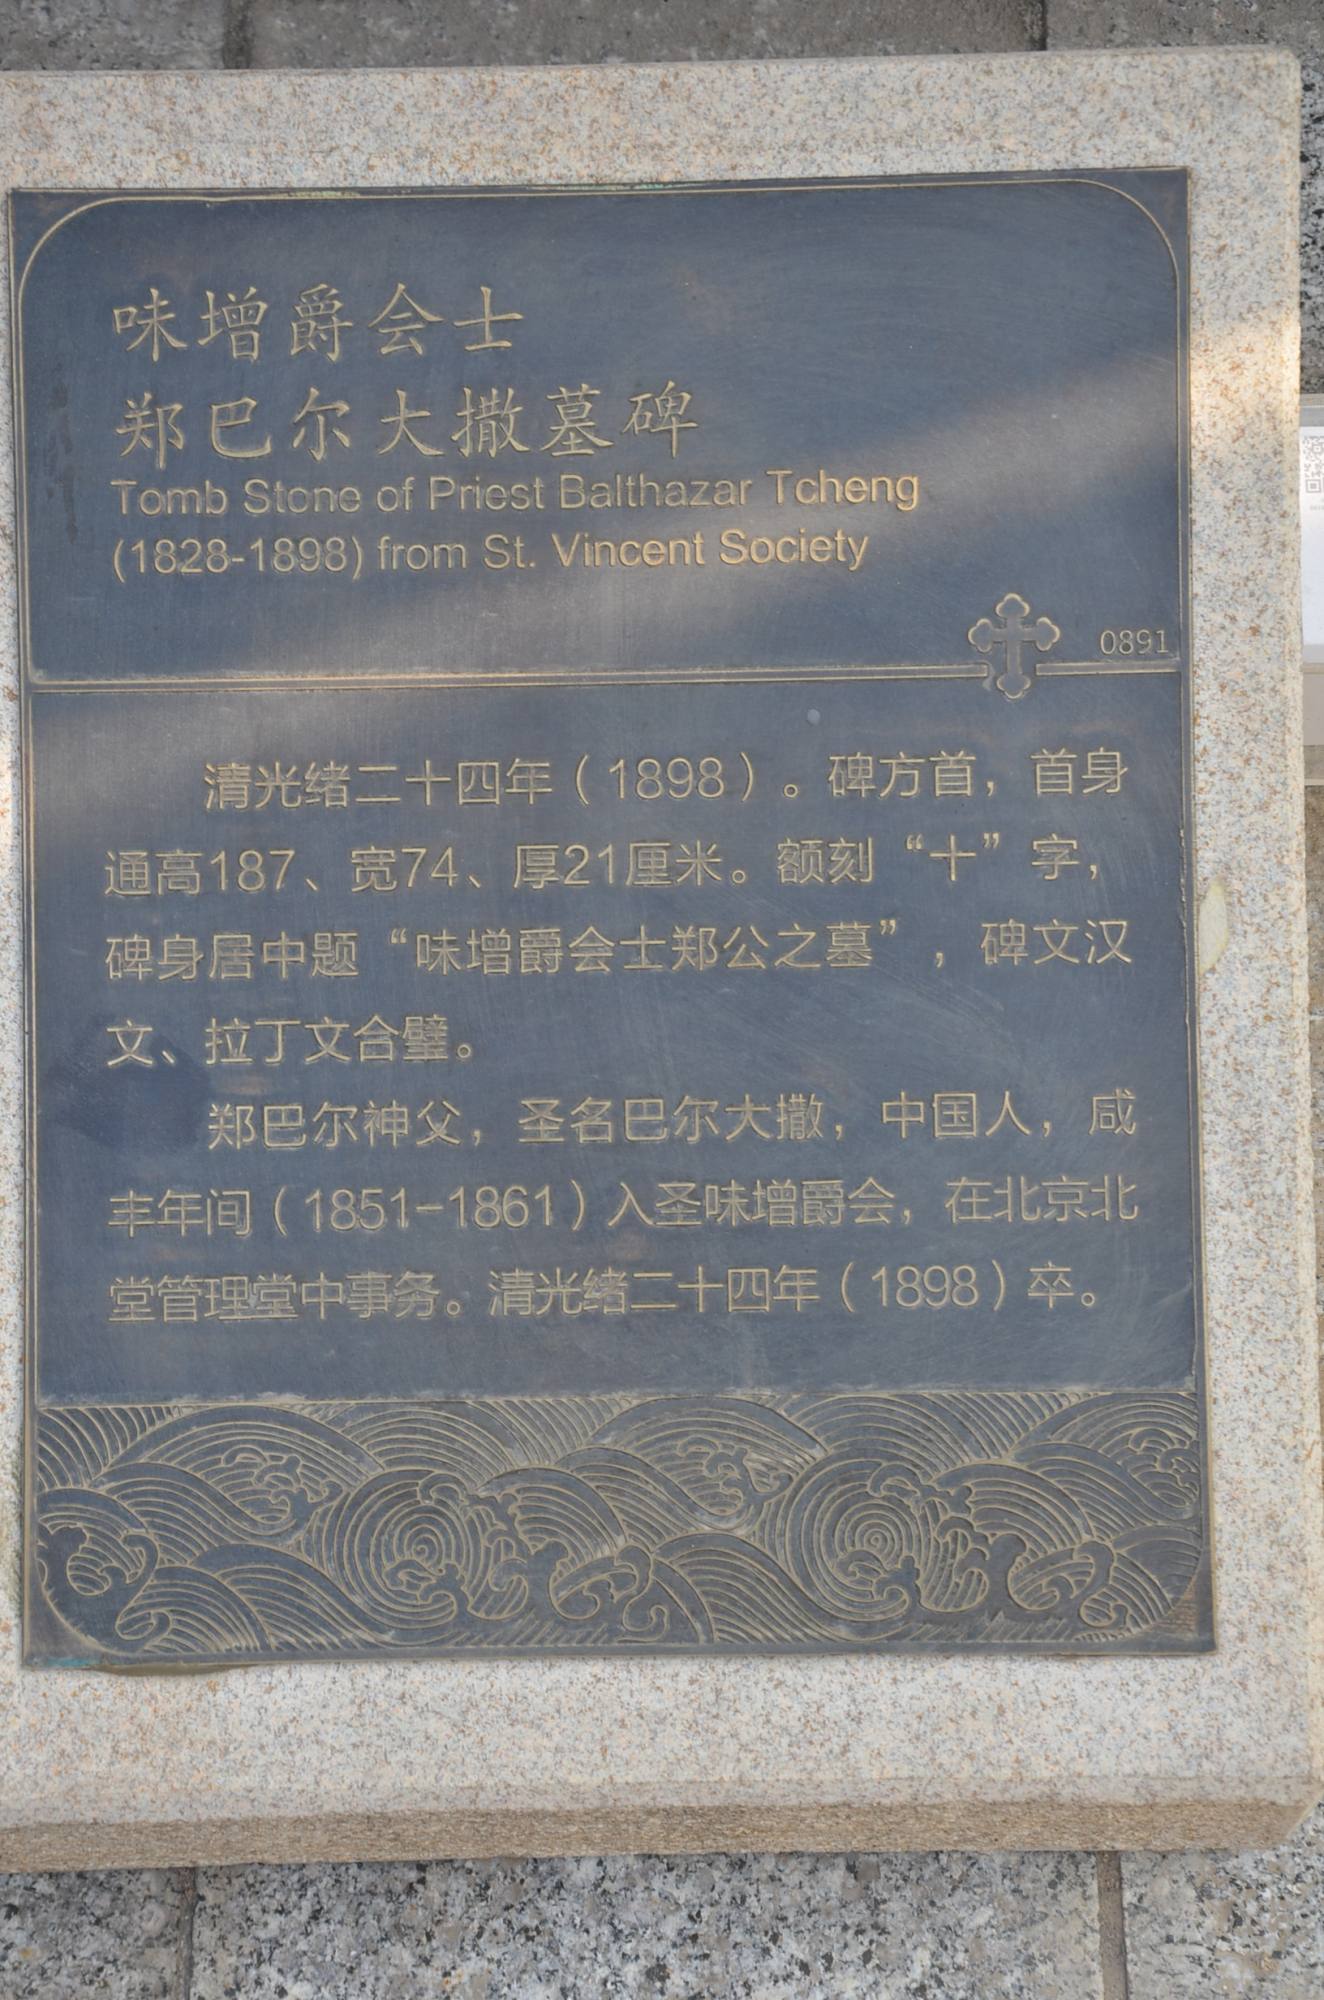 味增爵会士
郑巴尔大撒墓碑
Tomb Stone of Priest Balthazar Tcheng
(1828-1898) from St. Vincent Society
0891
清光绪二十四年（1898）。碑方首，首身
通高187、宽74、厚21厘米。额刻“十”字，
碑身居中题“味增爵会士郑公之墓”，碑文汉
文、拉丁文合璧。
郑巴尔神父，圣名巴尔大撒，中国人，咸
丰年间（1851-1861）入圣味增爵会，在北京北
堂管理堂中事务。清光绪二十四年（1898）卒。